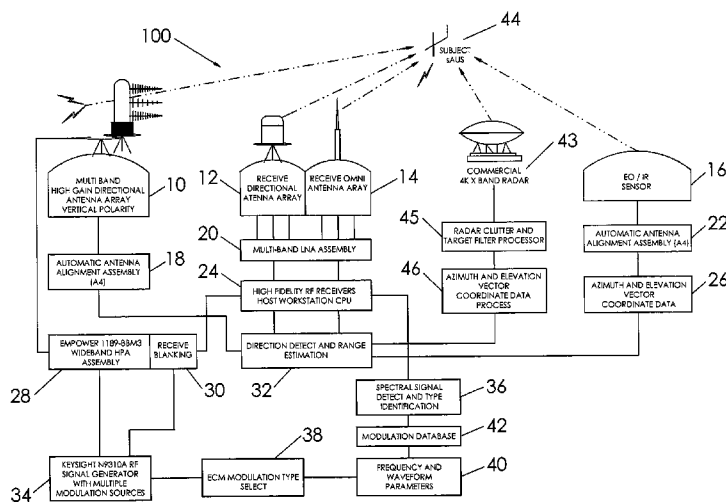 44
100
SUBJECT
sAUS
MULTI BAND
HIGH GAIN DIRECTIONAL
ANTENNA ARRAY
VERTICAL POLARITY
10
12
RECEIVE
DIRECTIONAL
ATENNA ARRAY
RECEIVE OMNI
ANTENNA ARAY
14
COMMERCIAL
4K X BAND RADAR
43
EO / IR
SENSOR
16
20
MULTI-BAND LNA ASSEMBLY
45
RADAR CLUTTER AND
TARGET FILTER PROCESSOR
AUTOMATIC ANTENNA
ALIGNMENT ASSEMBLY (A4)
22
AUTOMATIC ANTENNA
ALIGNMENT ASSEMBLY
(A4)
18
24
HIGH FIDELITY RF RECEIVERS
HOST WORKSTATION CPU
46
AZIMUTH AND ELEVATION
VECTOR
COORDINATE DATA
PROCESS
AZIMUTH AND ELEVATION
VECTOR
COORDINATE DATA
26
EMPOWER 1189-BBM3
WIDEBAND HPA
ASSEMBLY
RECEIVE
BLANKING
DIRECTION DETECT AND RANGE
ESTIMATION
28
30
32
SPECTRAL SIGNAL
DETECT AND TYPE
IDENTIFICATION
36
38
MODULATION DATABASE
42
34
KEYSIGHT N9310A RF
SIGNAL GENERATOR
WITH MULTIPLE
MODULATION SOURCES
ECM MODULATION TYPE
SELECT
FREQUENCY AND
WAVEFORM
PARAMETERS
40